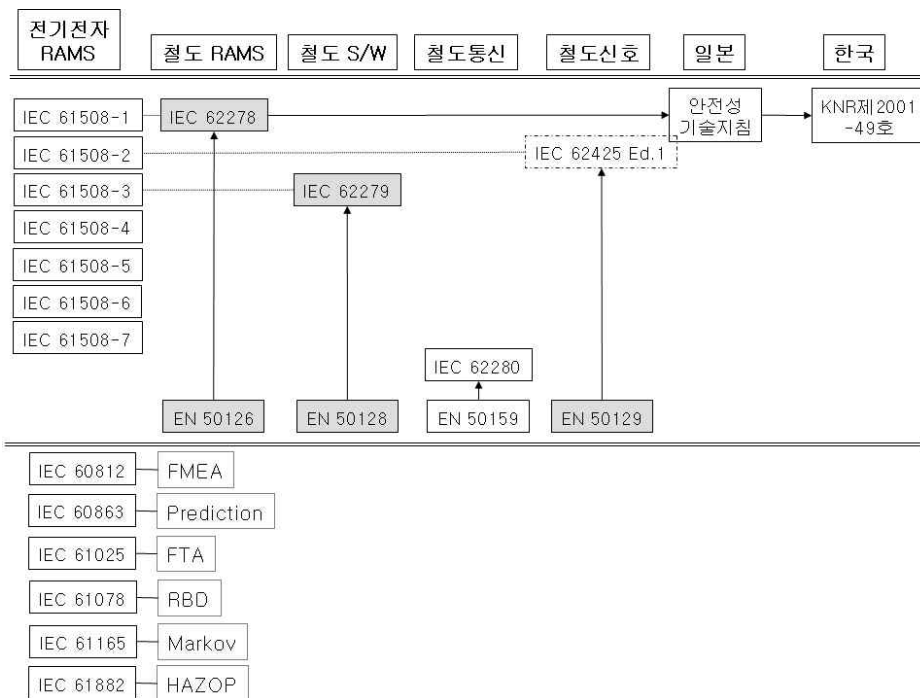 전기전자
RAMS
철도 RAMS
철도 S/W
철도통신
철도신호
일본
한국
IEC 61508-1
IEC 62278
안전성
기술지침
KNR제2001
-49호
IEC 61508-2
IEC 62425 Ed.1
IEC 61508-3
IEC 62279
IEC 61508-4
IEC 61508-5
IEC 61508-6
IEC 61508-7
IEC 62280
EN 50126
EN 50128
EN 50159
EN 50129
IEC 60812
FMEA
IEC 60863
Prediction
IEC 61025
FTA
IEC 61078
RBD
IEC 61165
Markov
IEC 61882
HAZOP